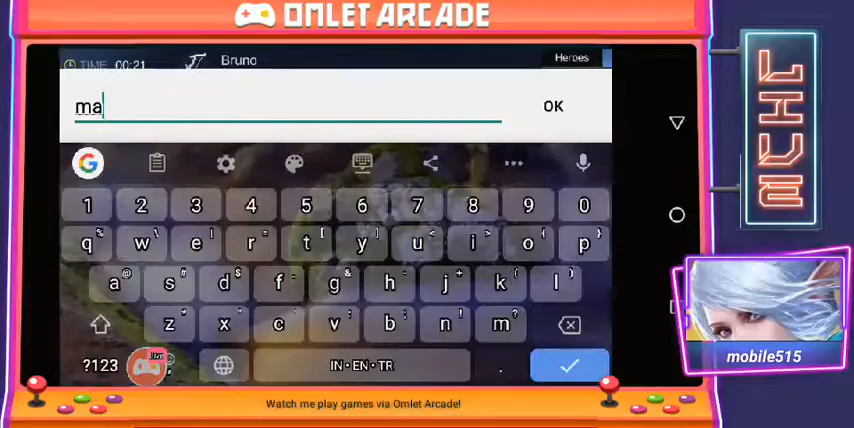 OMLET ARCADE
TIME 00:21 Bruno Heroes
ma OK
1 2 3 4 5 6 7 8 9 0
q w e r t y u i o p
a s d f g h j k l
z x c v b n m
?123 Live IN • EN • TR .
LIVE
mobile515
Watch me play games via Omlet Arcade!